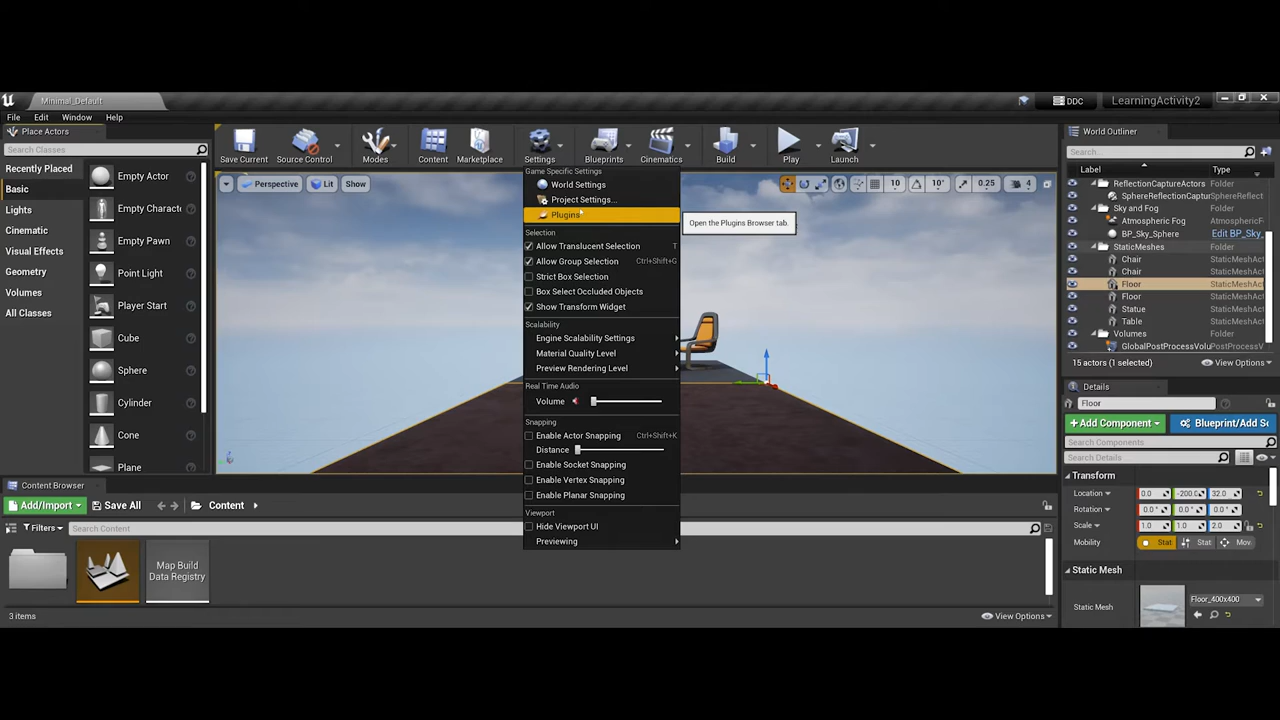 Minimal_Default
DDC
LearningActivity2
File
Edit
Window
Help
Place Actors
Search Classes
Recently Placed
Basic
Lights
Cinematic
Visual Effects
Geometry
Volumes
All Classes
Empty Actor
Empty Charact
Empty Pawn
Point Light
Player Start
Cube
Sphere
Cylinder
Cone
Plane
Save Current
Source Control
Modes
Content
Marketplace
Settings
Blueprints
Cinematics
Build
Play
Launch
Perspective
Lit
Show
10
10°
0.25
4
Game Specific Settings
World Settings
Project Settings...
Plugins
Open the Plugins Browser tab.
Selection
Allow Translucent Selection T
Allow Group Selection Ctrl+Shift+G
Strict Box Selection
Box Select Occluded Objects
Show Transform Widget
Scalability
Engine Scalability Settings
Material Quality Level
Preview Rendering Level
Real Time Audio
Volume
Snapping
Enable Actor Snapping Ctrl+Shift+K
Distance
Enable Socket Snapping
Enable Vertex Snapping
Enable Planar Snapping
Viewport
Hide Viewport UI
Previewing
World Outliner
Search...
Label Type
ReflectionCaptureActors Folder
SphereReflectionCaptur SphereReflec
Sky and Fog Folder
Atmospheric Fog AtmosphericF
BP_Sky_Sphere Edit BP_Sky_
StaticMeshes Folder
Chair StaticMeshAc
Chair StaticMeshAc
Floor StaticMeshAc
Floor StaticMeshAc
Statue StaticMeshAc
Table StaticMeshAc
Volumes Folder
GlobalPostProcessVolu PostProcessV
15 actors (1 selected)
View Options
Details
Floor
+ Add Component
Blueprint/Add Sc
Search Components
Search Details
Transform
Location 0.0 -200.0 32.0
Rotation 0.0° 0.0° 0.0°
Scale 1.0 1.0 2.0
Mobility Stat Stat Mov
Static Mesh
Static Mesh
Floor_400x400
Content Browser
Add/Import
Save All
Content
Filters
Search Content
Map Build
Data Registry
3 items
View Options